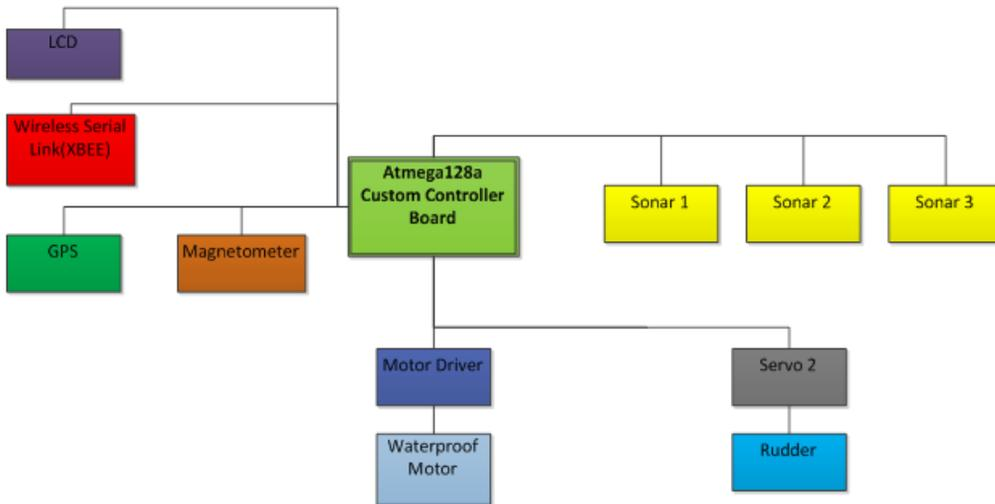 LCD
Wireless Serial
Link(XBEE)
Atmega128a
Custom Controller
Board
Sonar 1
Sonar 2
Sonar 3
GPS
Magnetometer
Motor Driver
Servo 2
Waterproof
Motor
Rudder